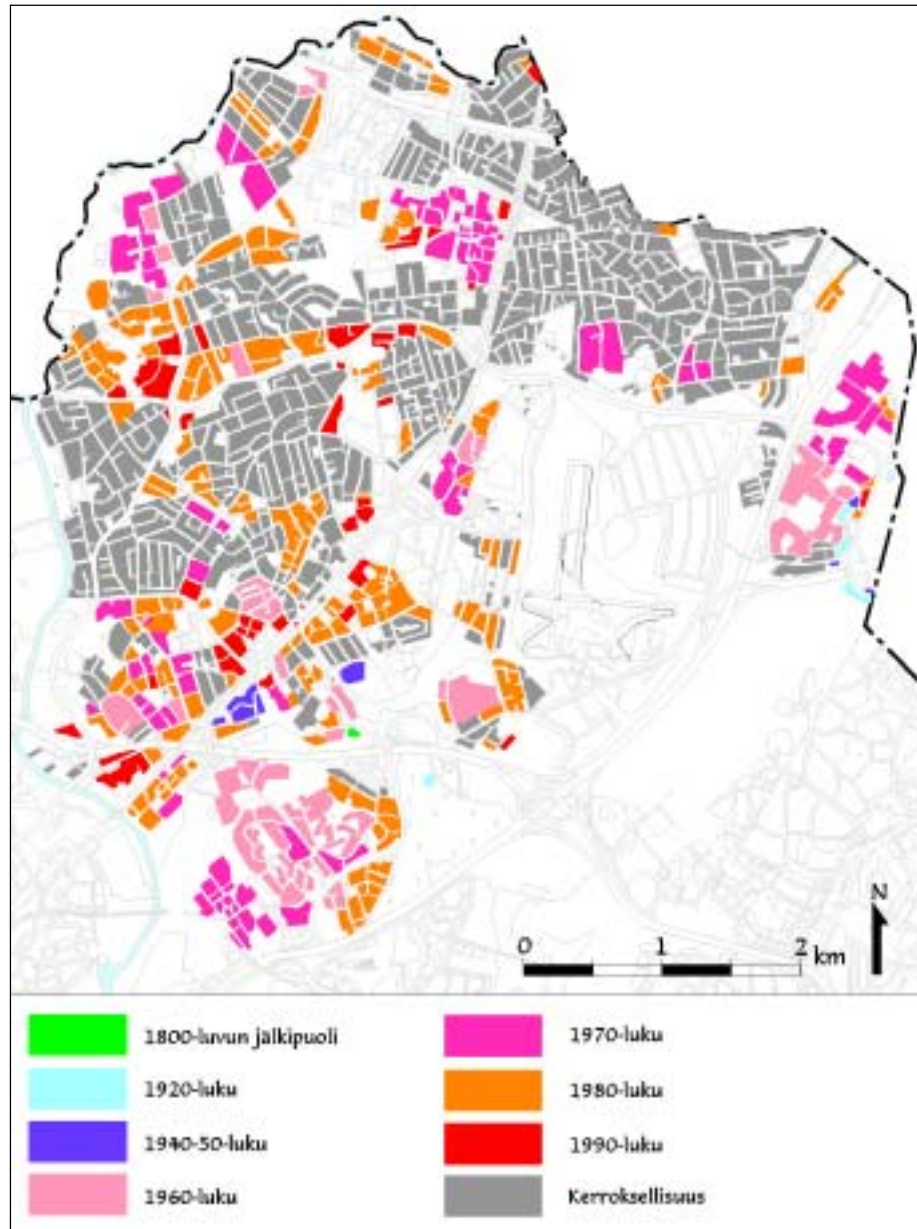 N
0 1 2 km
1800-luvun jälkipuoli
1920-luku
1940-50-luku
1960-luku
1970-luku
1980-luku
1990-luku
Kerroksellisuus